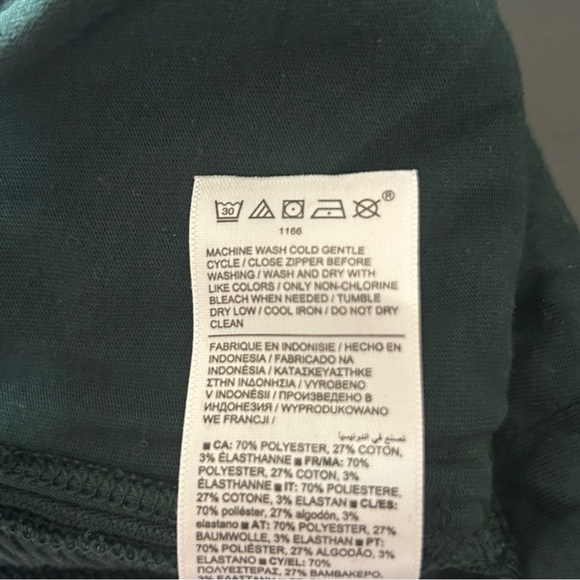 30 ®
1166
MACHINE WASH COLD GENTLE
CYCLE / CLOSE ZIPPER BEFORE
WASHING / WASH AND DRY WITH
LIKE COLORS / ONLY NON-CHLORINE
BLEACH WHEN NEEDED / TUMBLE
DRY LOW / COOL IRON / DO NOT DRY
CLEAN
FABRIQUE EN INDONISIE / HECHO EN
INDONESIA / FABRICADO NA
INDONÉSIA / ΚΑΤΑΣΚΕΥΑΣΤΗΚΕ
ΣΤΗΝ ΙΝΔΟΝΗΣΙΑ / VYROBENO
V INDONÉSII / ПРОИЗВЕДЕНО В
ИНДОНЕЗИЯ / WYPRODUKOWANO
WE FRANCJI /
تصنيع في
■ CA: 70% POLYESTER, 27% COTON,
3% ÉLASTHANNE ■ FR/MA: 70%
POLYESTER, 27% COTON, 3%
ÉLASTHANNE ■ IT: 70% POLIESTERE,
27% COTONE, 3% ELASTAN ■ CL/ES:
70% poliéster, 27% algodón, 3%
elastano ■ AT: 70% POLYESTER, 27%
BAUMWOLLE, 3% ELASTHAN ■ PT:
70% POLIÉSTER, 27% ALGODÃO, 3%
ELASTANO ■ CY/EL: 70%
ΠΟΛΥΕΣΤΕΡΑΣ, 27% ΒΑΜΒΑΚΕΡΟ,